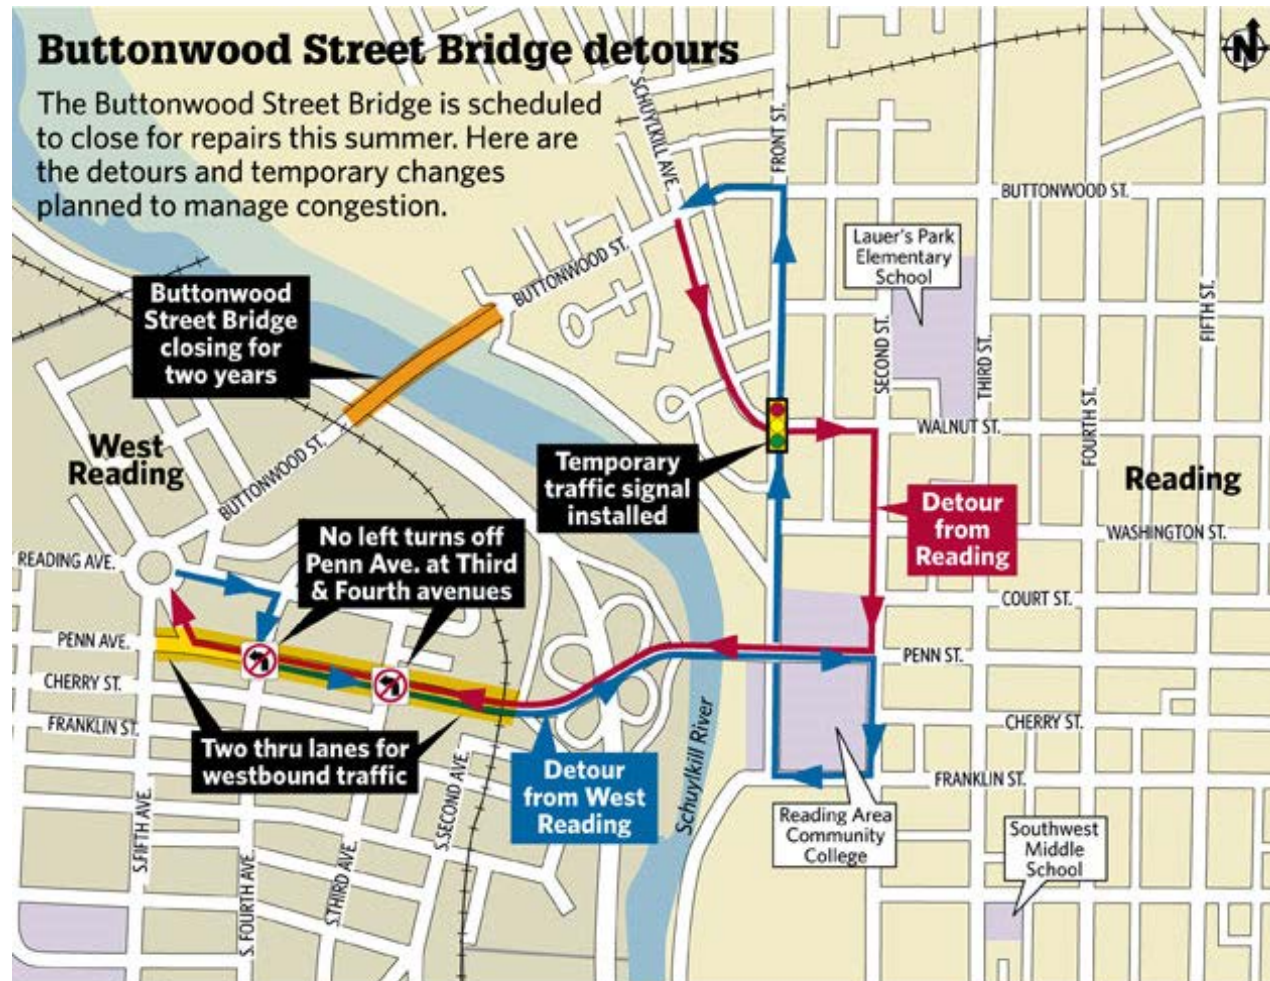 Buttonwood Street Bridge detours
The Buttonwood Street Bridge is scheduled
to close for repairs this summer. Here are
the detours and temporary changes
planned to manage congestion.
N
SCHUYLKILL AVE.
FRONT ST.
BUTTONWOOD ST.
Lauer's Park
Elementary
School
BUTTONWOOD ST.
Buttonwood
Street Bridge
closing for
two years
SECOND ST.
THIRD ST.
FIFTH ST.
FOURTH ST.
WALNUT ST.
West
Reading
BUTTONWOOD ST.
Temporary
traffic signal
installed
Reading
Detour
from
Reading
WASHINGTON ST.
No left turns off
Penn Ave. at Third
& Fourth avenues
READING AVE.
COURT ST.
PENN AVE.
PENN ST.
CHERRY ST.
FRANKLIN ST.
CHERRY ST.
Two thru lanes for
westbound traffic
Detour
from West
Reading
Schuylkill River
FRANKLIN ST.
Reading Area
Community
College
Southwest
Middle
School
S.FIFTH AVE.
S. FOURTH AVE.
S.THIRD AVE.
S.SECOND AVE.